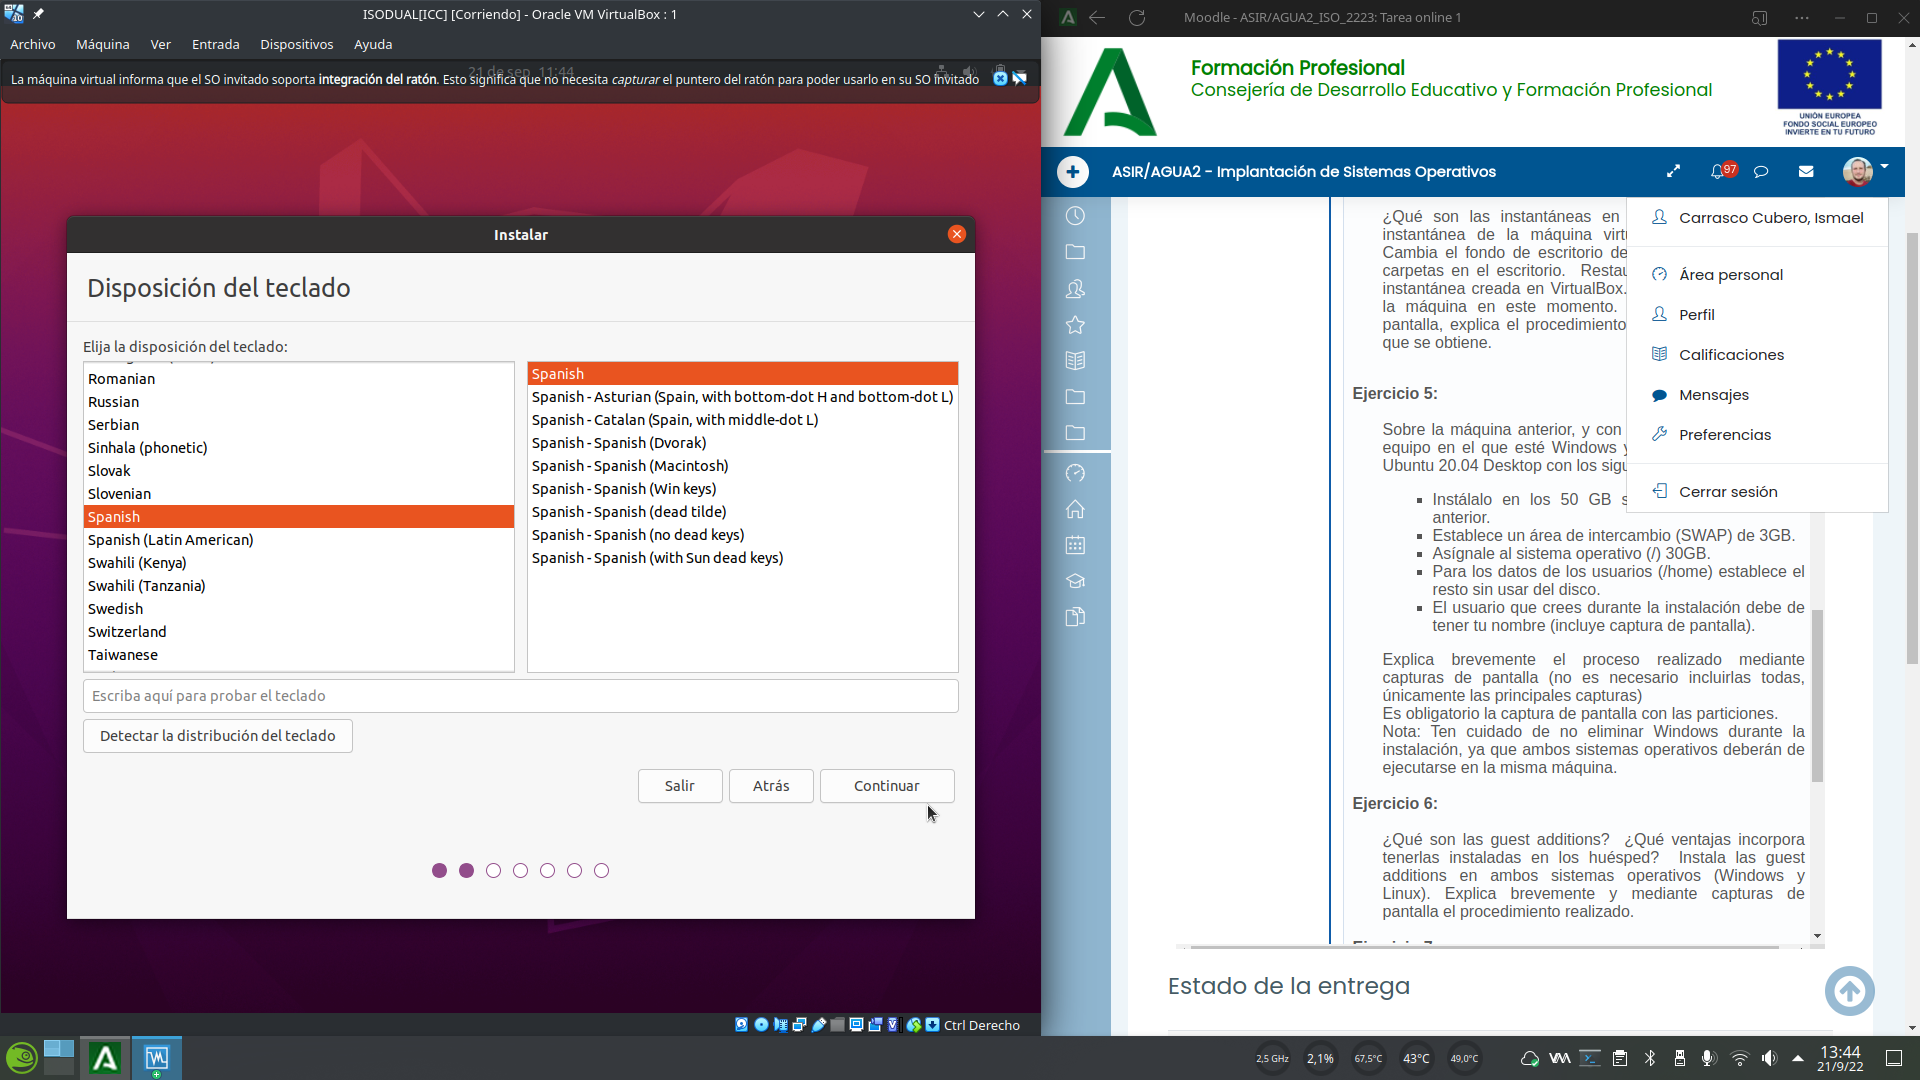 ISODUAL[ICC] [Corriendo] - Oracle VM VirtualBox : 1
Archivo Máquina Ver Entrada Dispositivos Ayuda
21 de sep 11:44
La máquina virtual informa que el SO invitado soporta integración del ratón. Esto significa que no necesita capturar el puntero del ratón para poder usarlo en su SO invitado
Instalar
Disposición del teclado
Elija la disposición del teclado:
Romanian
Russian
Serbian
Sinhala (phonetic)
Slovak
Slovenian
Spanish
Spanish (Latin American)
Swahili (Kenya)
Swahili (Tanzania)
Swedish
Switzerland
Taiwanese
Spanish
Spanish - Asturian (Spain, with bottom-dot H and bottom-dot L)
Spanish - Catalan (Spain, with middle-dot L)
Spanish - Spanish (Dvorak)
Spanish - Spanish (Macintosh)
Spanish - Spanish (Win keys)
Spanish - Spanish (dead tilde)
Spanish - Spanish (no dead keys)
Spanish - Spanish (with Sun dead keys)
Escriba aquí para probar el teclado
Detectar la distribución del teclado
Salir Atrás Continuar
Ctrl Derecho
Moodle - ASIR/AGUA2_ISO_2223: Tarea online 1
Formación Profesional
Consejería de Desarrollo Educativo y Formación Profesional
UNIÓN EUROPEA
FONDO SOCIAL EUROPEO
INVIERTE EN TU FUTURO
ASIR/AGUA2 - Implantación de Sistemas Operativos
97
Carrasco Cubero, Ismael
Área personal
Perfil
Calificaciones
Mensajes
Preferencias
Cerrar sesión
¿Qué son las instantáneas en
instantánea de la máquina
Cambia el fondo de escritorio
carpetas en el escritorio.
instantánea creada en VirtualBox.
la máquina en este momento.
pantalla, explica el procedimiento
que se obtiene.
Ejercicio 5:
Sobre la máquina anterior, y con
equipo en el que esté Windows y
Ubuntu 20.04 Desktop con los
Instálalo en los 50 GB
anterior.
Establece un área de intercambio (SWAP) de 3GB.
Asígnale al sistema operativo (/) 30GB.
Para los datos de los usuarios (/home) establece el
resto sin usar del disco.
El usuario que crees durante la instalación debe de
tener tu nombre (incluye captura de pantalla).
Explica brevemente el proceso realizado mediante
capturas de pantalla (no es necesario incluirlas todas,
únicamente las principales capturas)
Es obligatorio la captura de pantalla con las particiones.
Nota: Ten cuidado de no eliminar Windows durante la
instalación, ya que ambos sistemas operativos deberán de
ejecutarse en la misma máquina.
Ejercicio 6:
¿Qué son las guest additions? ¿Qué ventajas incorpora
tenerlas instaladas en los huésped? Instala las guest
additions en ambos sistemas operativos (Windows y
Linux). Explica brevemente y mediante capturas de
pantalla el procedimiento realizado.
Estado de la entrega
2,5 GHz 2,1% 67,5°C 43°C 49,0°C
13:44
21/9/22